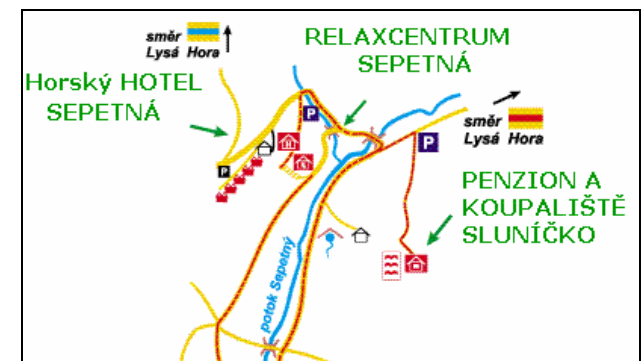 směr
Lysá Hora
RELAXCENTRUM
SEPETNÁ
Horský HOTEL
SEPETNÁ
směr
Lysá Hora
P
P
P
PENZION A
KOUPALIŠTĚ
SLUNÍČKO
potok Sepetný